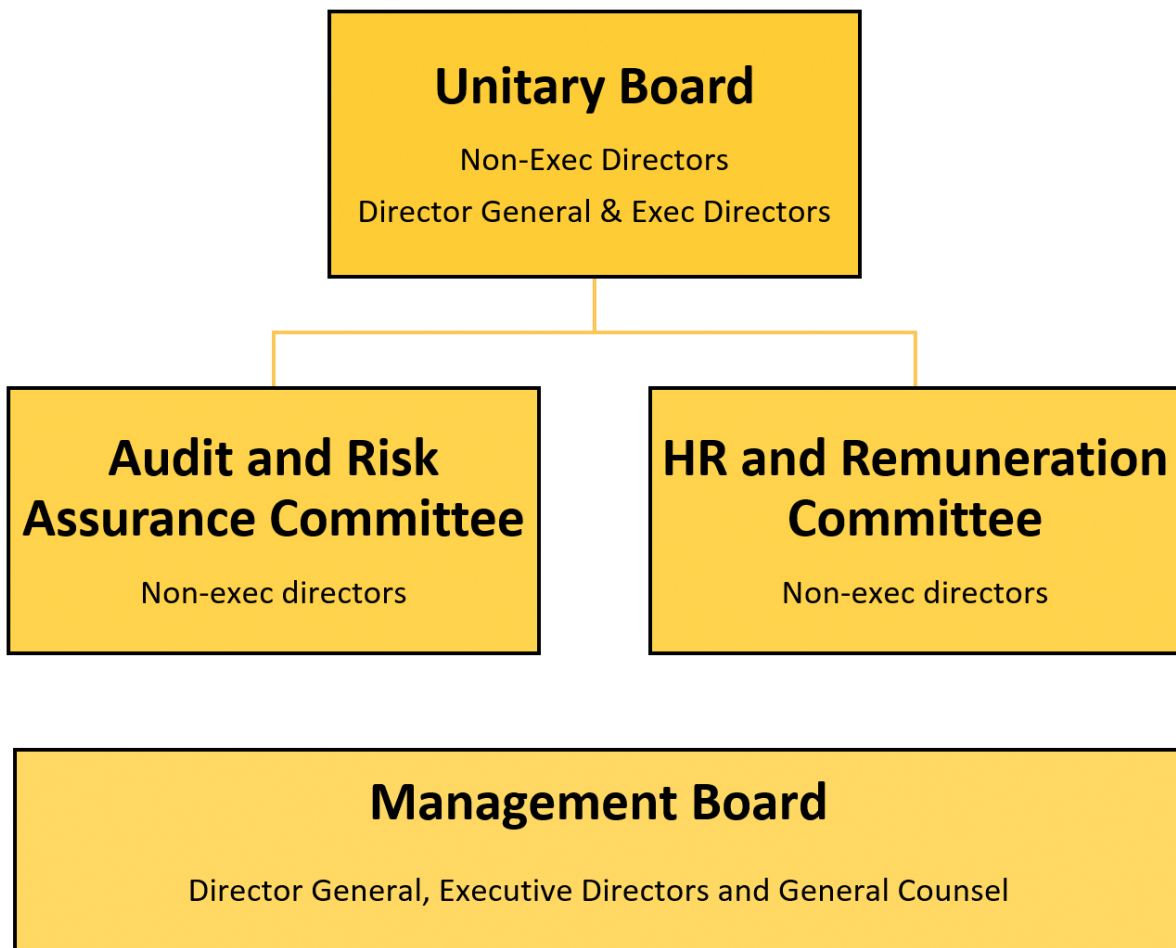 Unitary Board
Non-Exec Directors
Director General & Exec Directors
Audit and Risk
Assurance Committee
Non-exec directors
HR and Remuneration
Committee
Non-exec directors
Management Board
Director General, Executive Directors and General Counsel